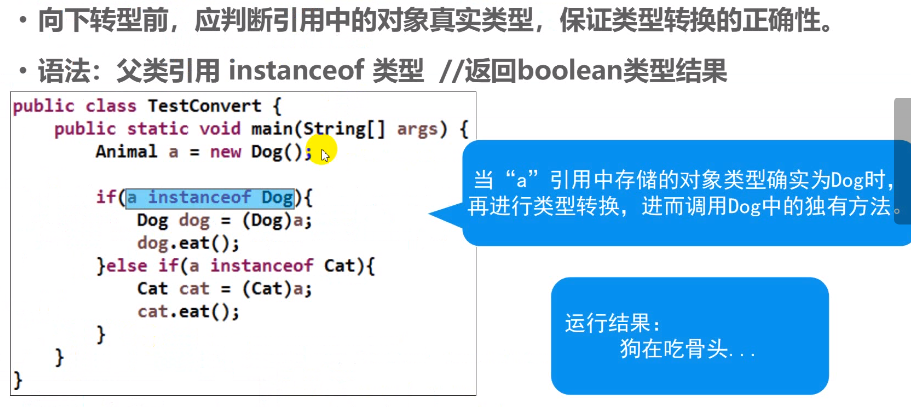 • 向下转型前，应判断引用中的对象真实类型，保证类型转换的正确性。
• 语法：父类引用 instanceof 类型 //返回boolean类型结果
public class TestConvert {
    public static void main(String[] args) {
        Animal a = new Dog();
        if(a instanceof Dog){
            Dog dog = (Dog)a;
            dog.eat();
        }else if(a instanceof Cat){
            Cat cat = (Cat)a;
            cat.eat();
        }
    }
}
当“a”引用中存储的对象类型确实为Dog时，
再进行类型转换，进而调用Dog中的独有方法。
运行结果：
狗在吃骨头...